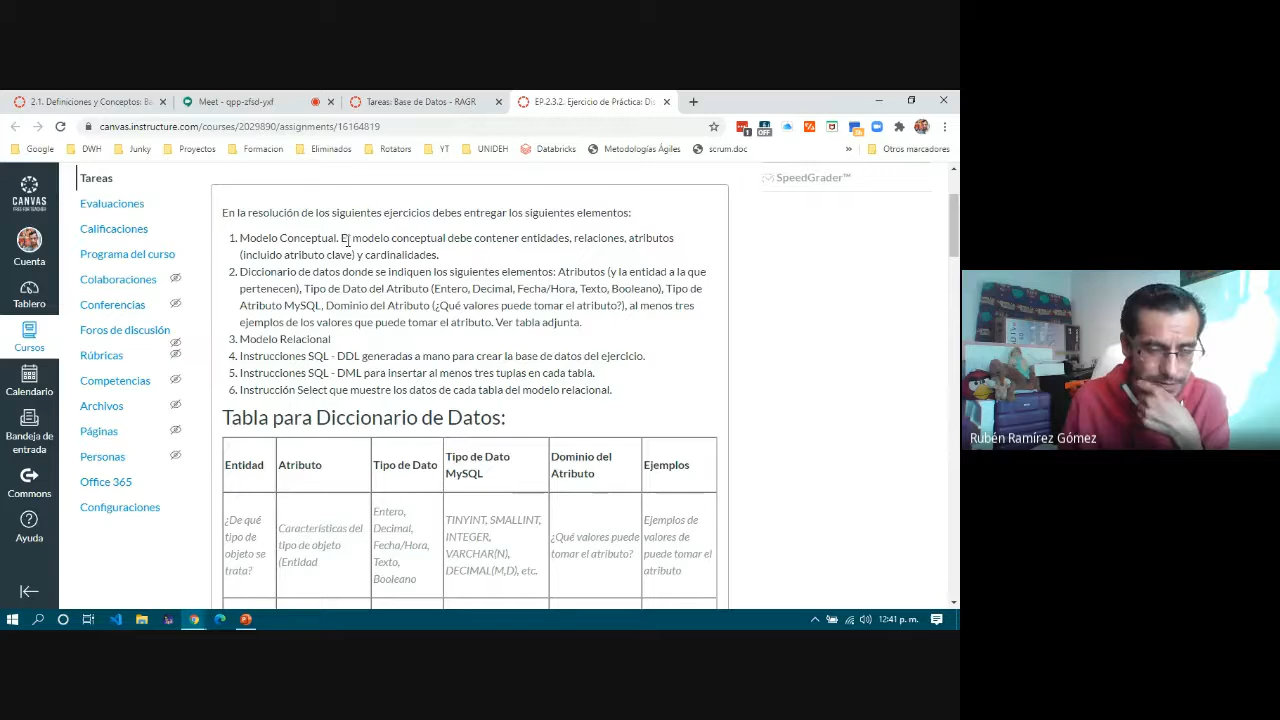 2.1. Definiciones y Conceptos: Ba
Meet - qpp-zfsd-yxf
Tareas: Base de Datos - RAGR
EP.2.3.2. Ejercicio de Práctica: Dis
canvas.instructure.com/courses/2029890/assignments/16164819
Google
DWH
Junky
Proyectos
Formacion
Eliminados
Rotators
YT
UNIDEH
Databricks
Metodologías Ágiles
scrum.doc
»
Otros marcadores
CANVAS
FREE FOR TEACHER
Cuenta
Tablero
Cursos
Calendario
Bandeja de
entrada
Commons
Ayuda
Tareas
Evaluaciones
Calificaciones
Programa del curso
Colaboraciones
Conferencias
Foros de discusión
Rúbricas
Competencias
Archivos
Páginas
Personas
Office 365
Configuraciones
SpeedGrader™
En la resolución de los siguientes ejercicios debes entregar los siguientes elementos:
1. Modelo Conceptual. El modelo conceptual debe contener entidades, relaciones, atributos
(incluido atributo clave) y cardinalidades.
2. Diccionario de datos donde se indiquen los siguientes elementos: Atributos (y la entidad a la que
pertenecen), Tipo de Dato del Atributo (Entero, Decimal, Fecha/Hora, Texto, Booleano), Tipo de
Atributo MySQL, Dominio del Atributo (¿Qué valores puede tomar el atributo?), al menos tres
ejemplos de los valores que puede tomar el atributo. Ver tabla adjunta.
3. Modelo Relacional
4. Instrucciones SQL - DDL generadas a mano para crear la base de datos del ejercicio.
5. Instrucciones SQL - DML para insertar al menos tres tuplas en cada tabla.
6. Instrucción Select que muestre los datos de cada tabla del modelo relacional.
Tabla para Diccionario de Datos:
Entidad
Atributo
Tipo de Dato
Tipo de Dato
MySQL
Dominio del
Atributo
Ejemplos
¿De qué
tipo de
objeto se
trata?
Características del
tipo de objeto
(Entidad
Entero,
Decimal,
Fecha/Hora,
Texto,
Booleano
TINYINT, SMALLINT,
INTEGER,
VARCHAR(N),
DECIMAL(M,D), etc.
¿Qué valores puede
tomar el atributo?
Ejemplos de
valores de
puede tomar el
atributo
12:41 p. m.
Rubén Ramírez Gómez